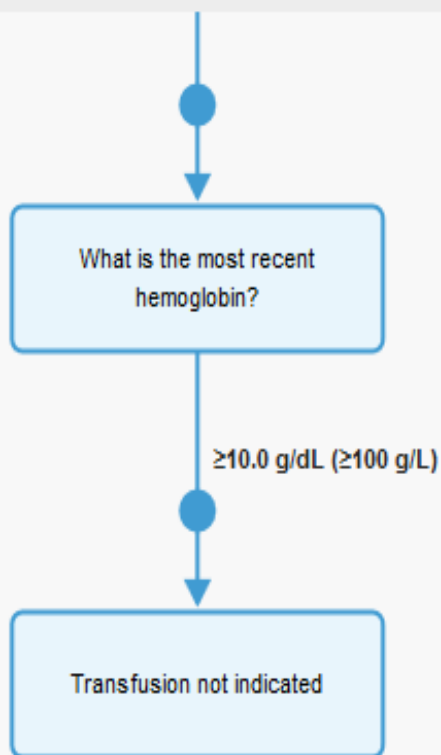 What is the most recent
hemoglobin?
≥10.0 g/dL (≥100 g/L)
Transfusion not indicated